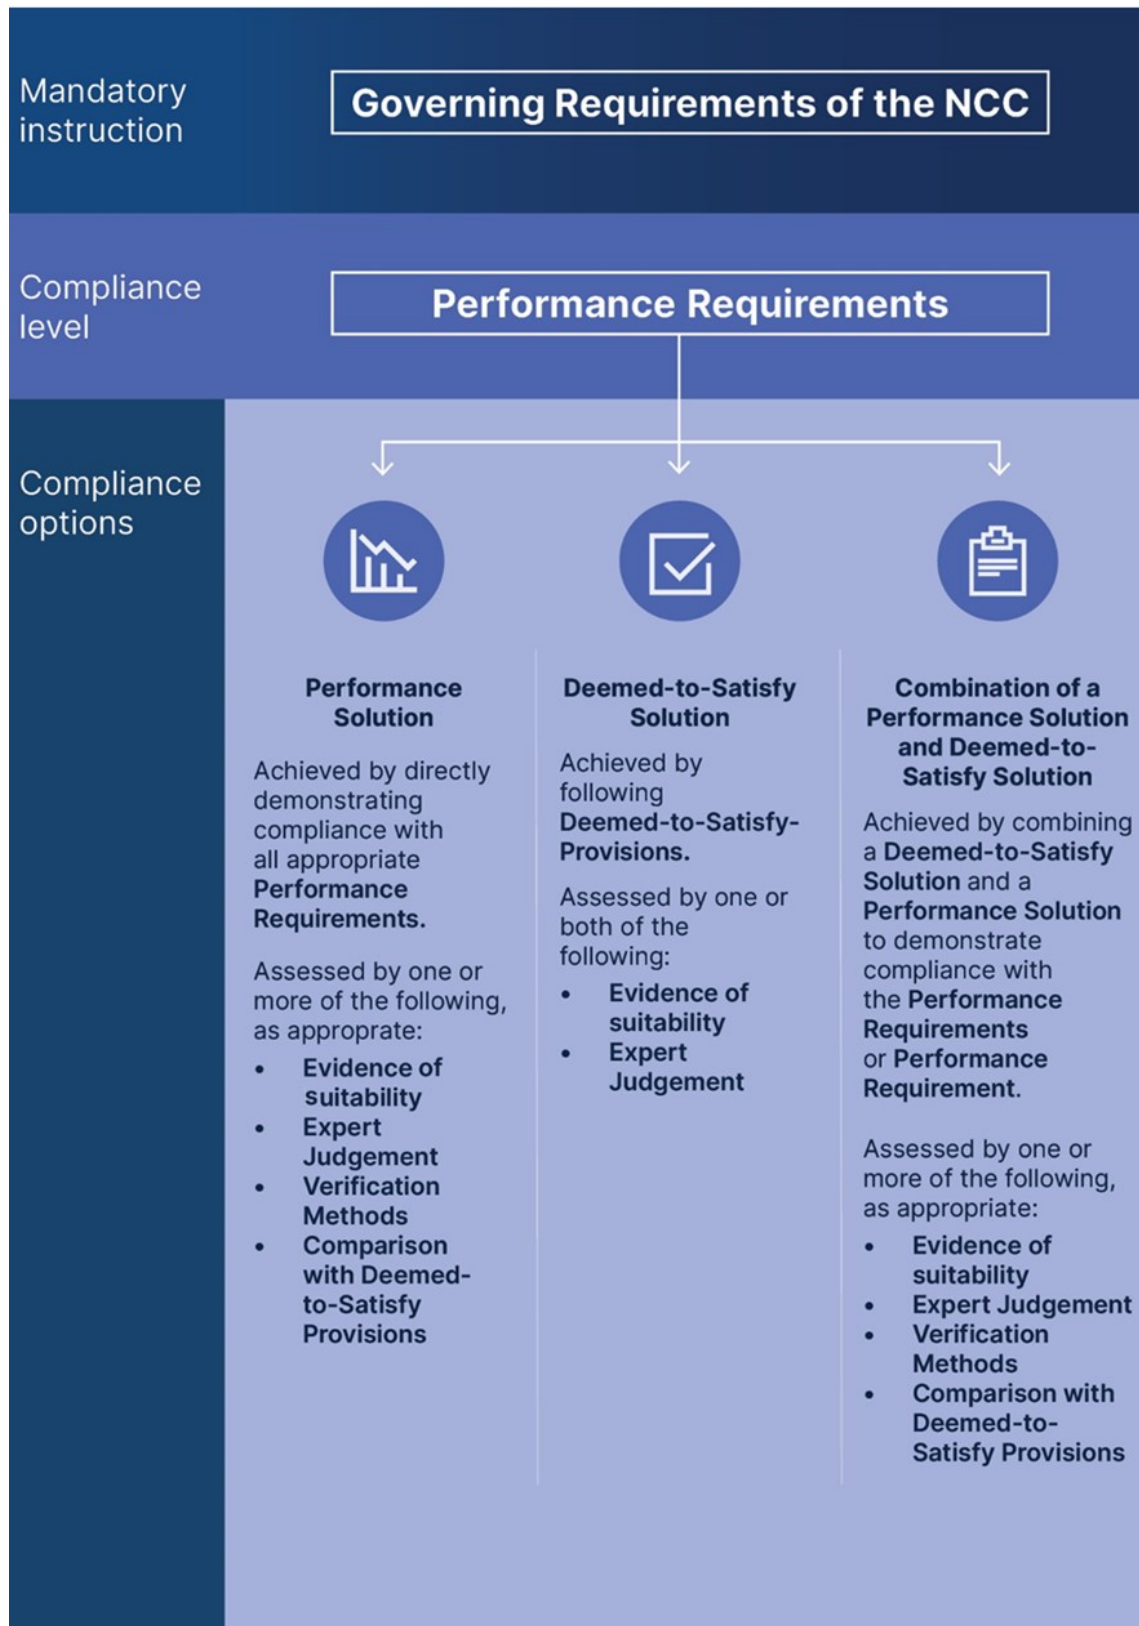 Mandatory
instruction
Governing Requirements of the NCC
Compliance
level
Performance Requirements
Compliance
options
Performance
Solution
Achieved by directly
demonstrating
compliance with
all appropriate
Performance
Requirements.
Assessed by one or
more of the following,
as approprate:
• Evidence of
suitability
• Expert
Judgement
• Verification
Methods
• Comparison
with Deemed-
to-Satisfy
Provisions
Deemed-to-Satisfy
Solution
Achieved by
following
Deemed-to-Satisfy-
Provisions.
Assessed by one or
both of the
following:
• Evidence of
suitability
• Expert
Judgement
Combination of a
Performance Solution
and Deemed-to-
Satisfy Solution
Achieved by combining
a Deemed-to-Satisfy
Solution and a
Performance Solution
to demonstrate
compliance with
the Performance
Requirements
or Performance
Requirement.
Assessed by one or
more of the following,
as appropriate:
• Evidence of
suitability
• Expert Judgement
• Verification
Methods
• Comparison with
Deemed-to-
Satisfy Provisions